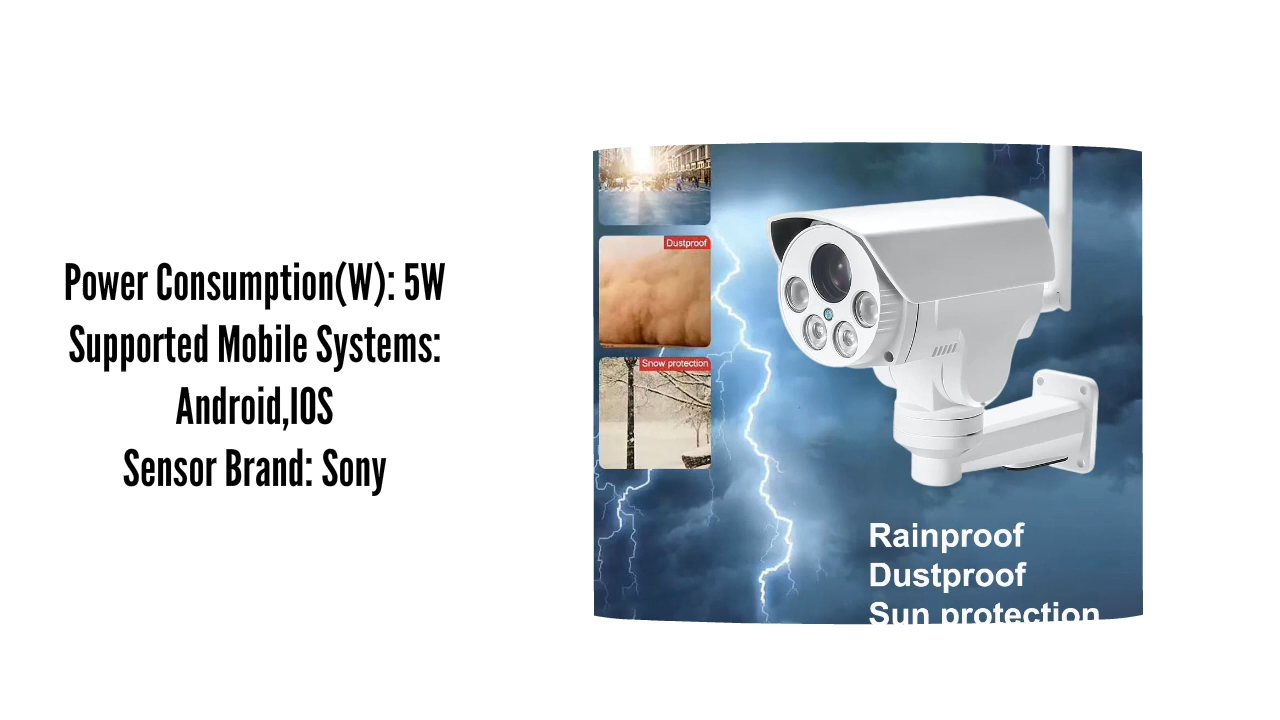 Power Consumption(W): 5W
Supported Mobile Systems:
Android,IOS
Sensor Brand: Sony
Dustproof
Snow protection
Rainproof
Dustproof
Sun protection